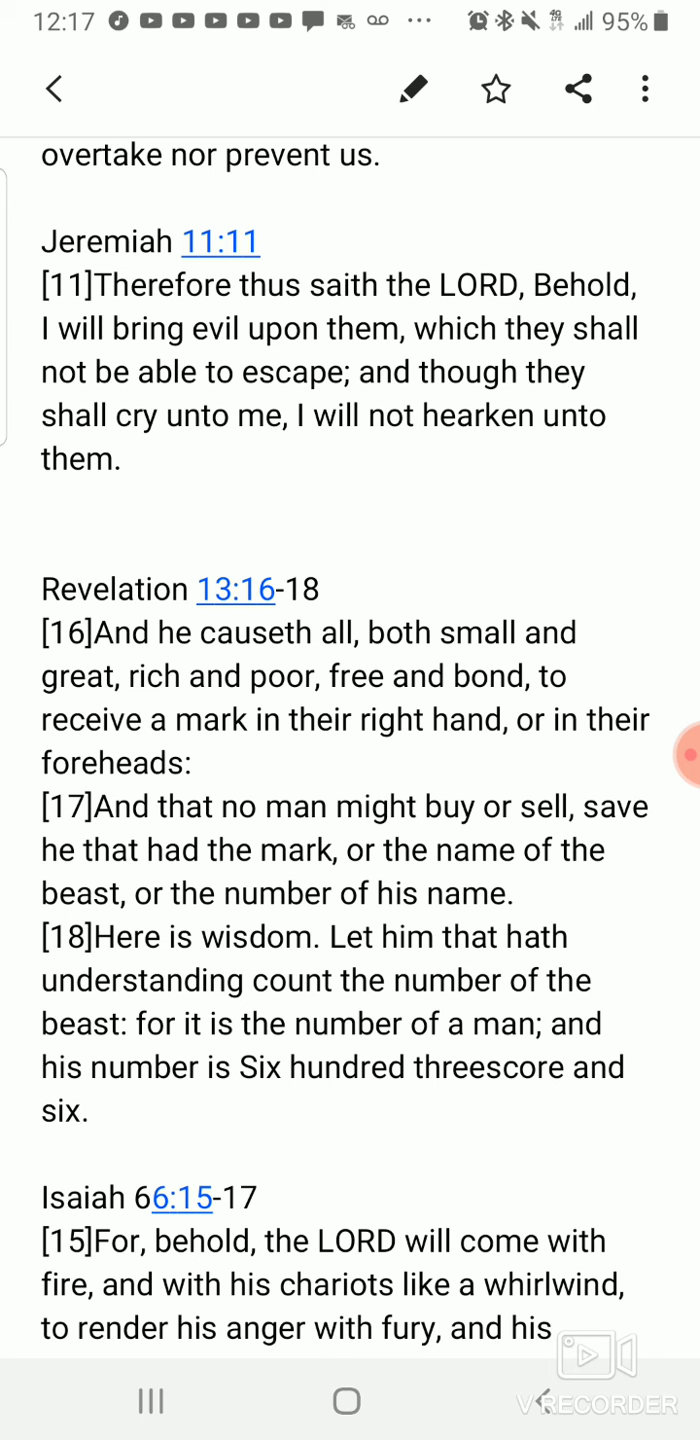 12:17
4G
95%
overtake nor prevent us.
Jeremiah 11:11
[11]Therefore thus saith the LORD, Behold,
I will bring evil upon them, which they shall
not be able to escape; and though they
shall cry unto me, I will not hearken unto
them.
Revelation 13:16-18
[16]And he causeth all, both small and
great, rich and poor, free and bond, to
receive a mark in their right hand, or in their
foreheads:
[17]And that no man might buy or sell, save
he that had the mark, or the name of the
beast, or the number of his name.
[18]Here is wisdom. Let him that hath
understanding count the number of the
beast: for it is the number of a man; and
his number is Six hundred threescore and
six.
Isaiah 66:15-17
[15]For, behold, the LORD will come with
fire, and with his chariots like a whirlwind,
to render his anger with fury, and his
V RECORDER